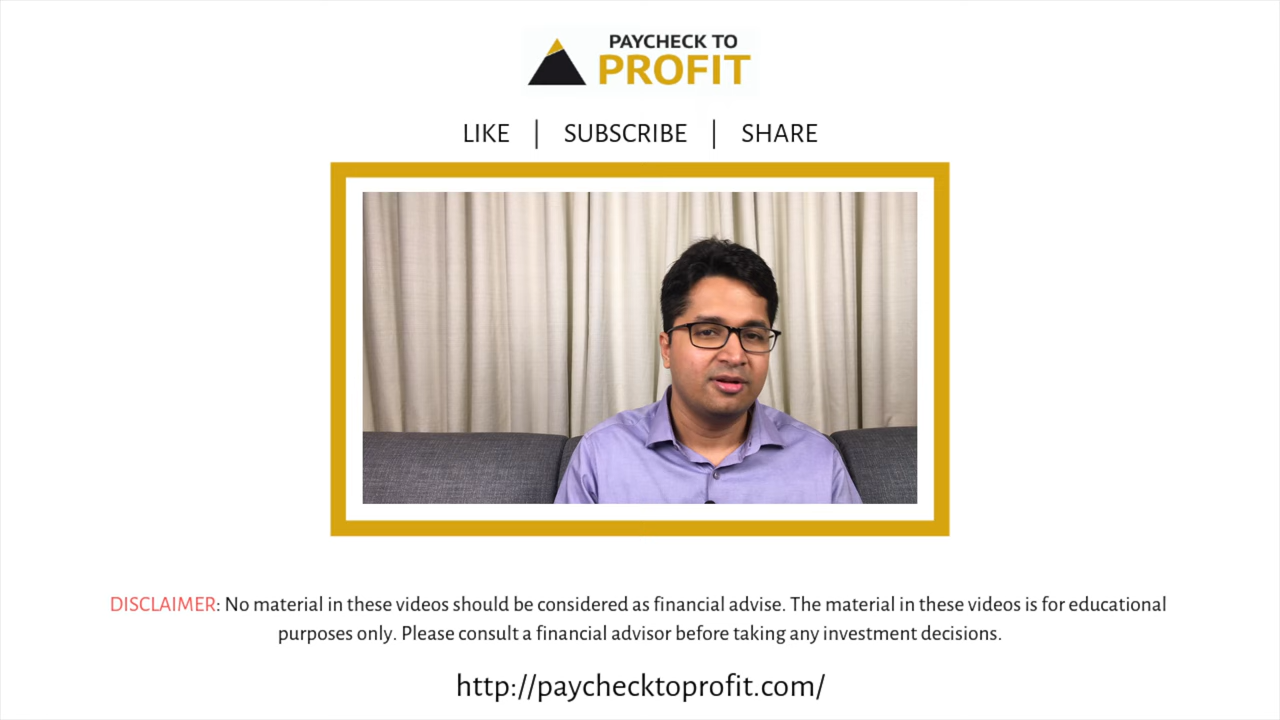 PAYCHECK TO
PROFIT
LIKE | SUBSCRIBE | SHARE
DISCLAIMER: No material in these videos should be considered as financial advise. The material in these videos is for educational
purposes only. Please consult a financial advisor before taking any investment decisions.
http://paychecktoprofit.com/